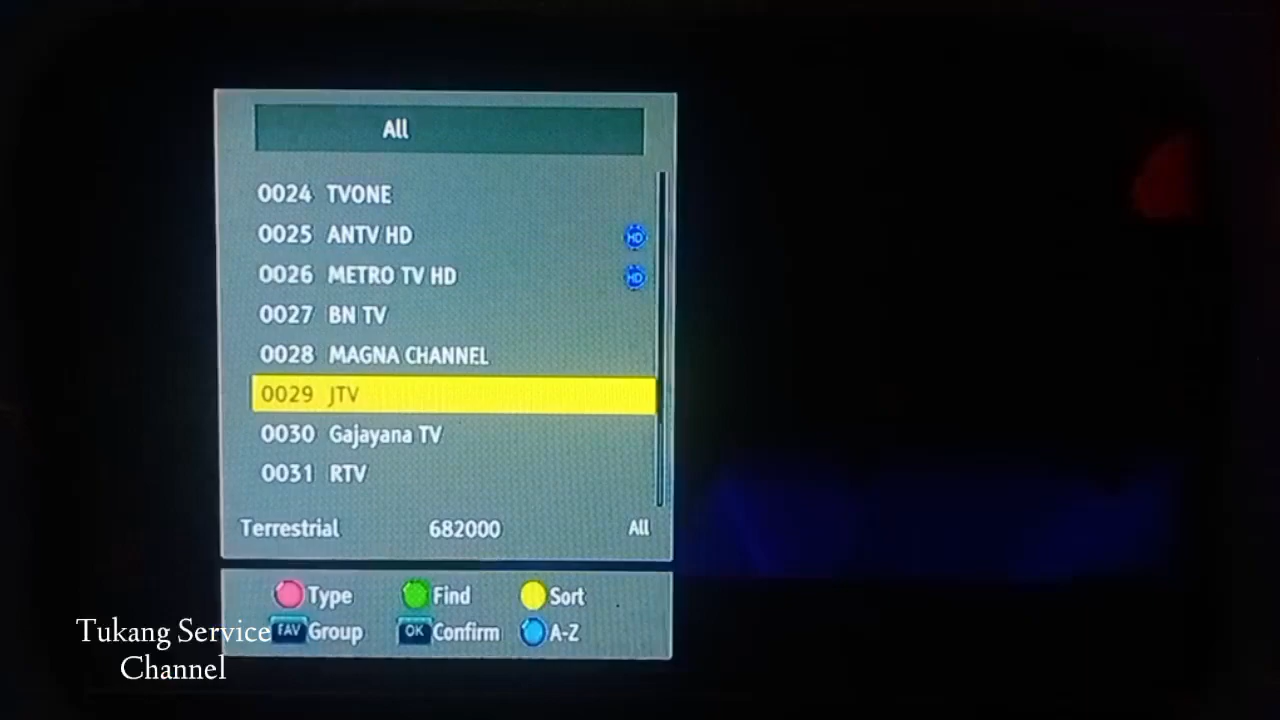 All
0024 TVONE
0025 ANTV HD HD
0026 METRO TV HD HD
0027 BN TV
0028 MAGNA CHANNEL
0029 JTV
0030 Gajayana TV
0031 RTV
Terrestrial 682000 All
Type Find Sort
FAV Group OK Confirm A-Z
Tukang Service
Channel